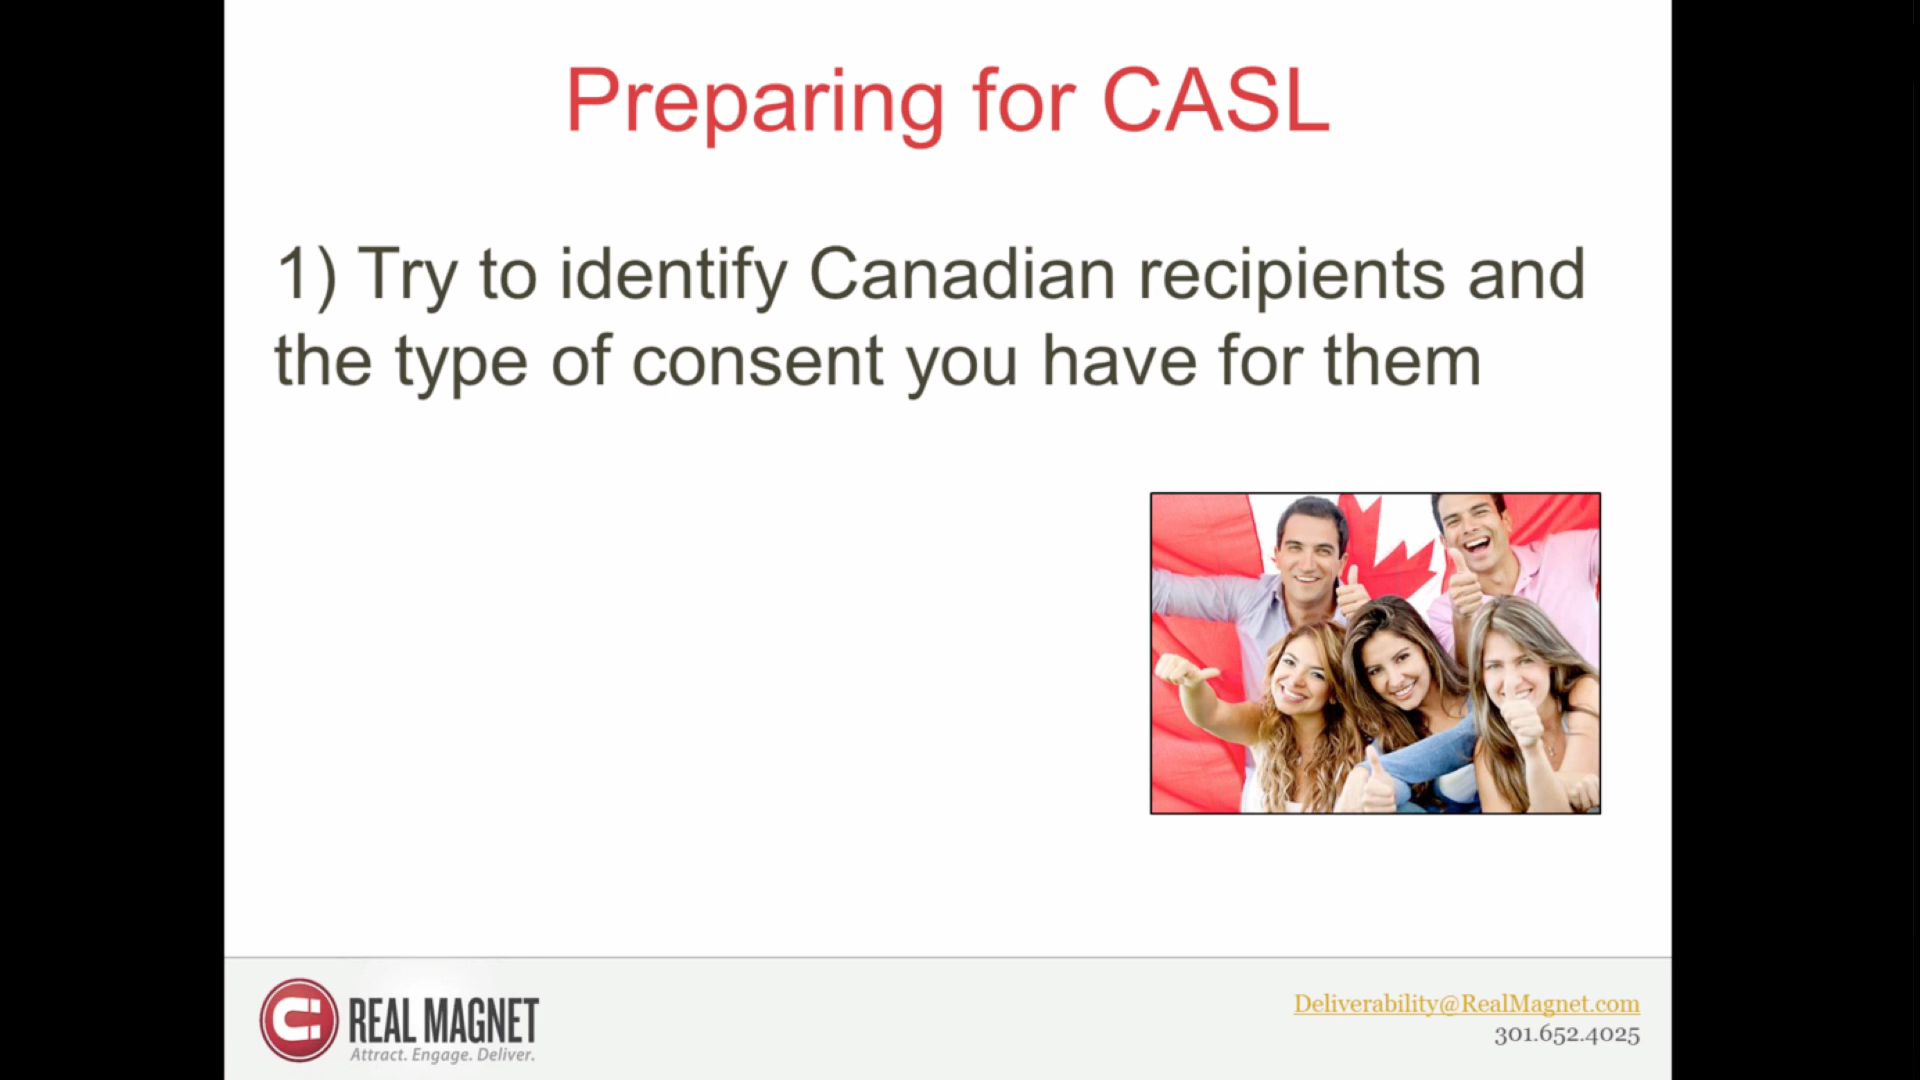 Preparing for CASL
1) Try to identify Canadian recipients and
the type of consent you have for them
REAL MAGNET
Attract. Engage. Deliver.
Deliverability@RealMagnet.com
301.652.4025